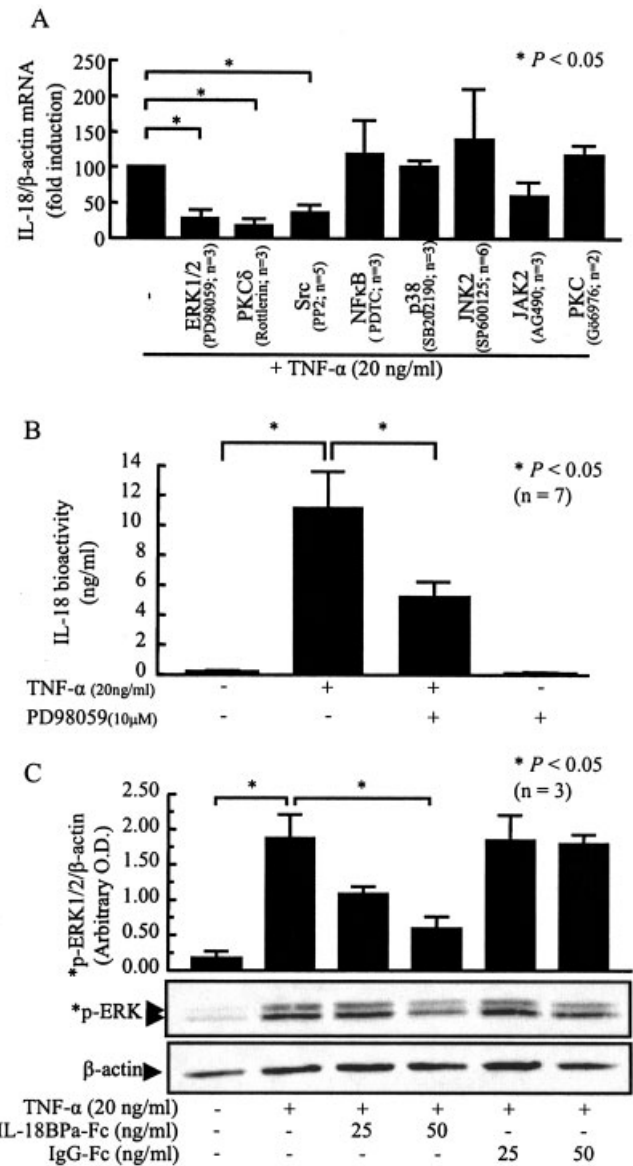 A
IL-18/β-actin mRNA
(fold induction)
250
200
150
100
50
0
*
*
*
* P < 0.05
-
ERK1/2
(PD98059; n=3)
PKCδ
(Rottlerin; n=3)
Src
(PP2; n=5)
NFκB
( PDTC; n=3)
p38
(SB202190; n=3)
JNK2
(SP600125; n=6)
JAK2
(AG490; n=3)
PKC
(Gö6976; n=2)
+ TNF-α (20 ng/ml)
B
IL-18 bioactivity
(ng/ml)
14
12
10
8
6
4
2
0
* *
* P < 0.05
(n = 7)
TNF-α (20ng/ml) - + + -
PD98059(10μM) - - + +
C
*p-ERK1/2/β-actin
(Arbitrary O.D.)
2.50
2.00
1.50
1.00
0.50
0.00
* *
* P < 0.05
(n = 3)
*p-ERK
β-actin
TNF-α (20 ng/ml) - + + + + +
IL-18BPa-Fc (ng/ml) 25 50
IgG-Fc (ng/ml) 25 50